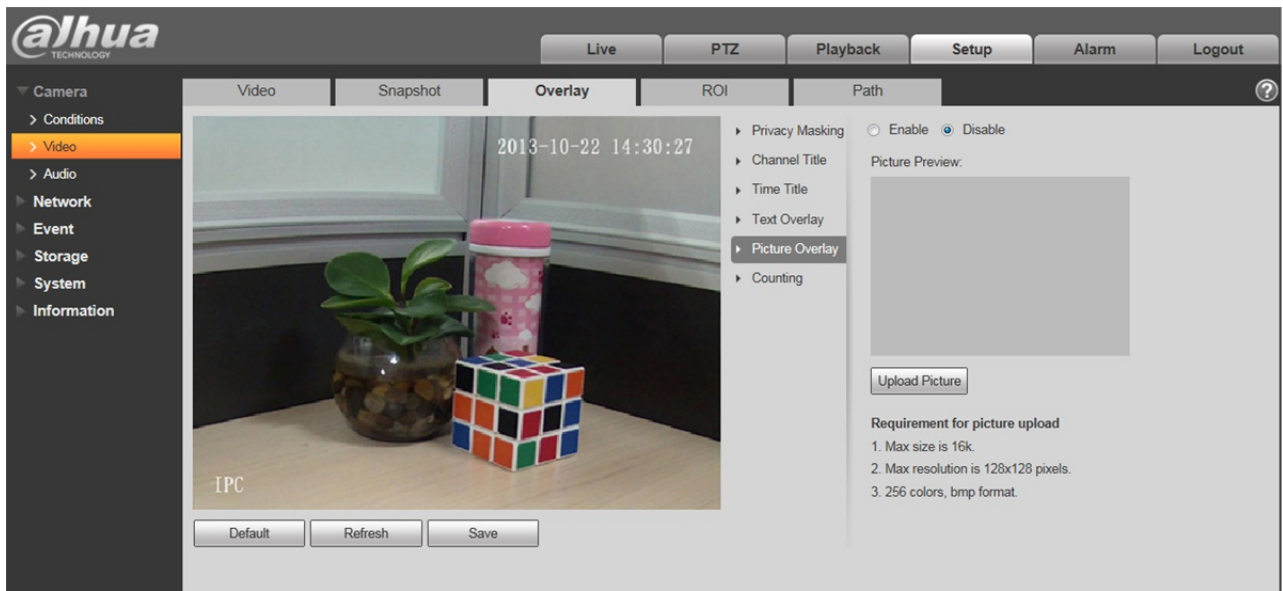 alhua
TECHNOLOGY
Live PTZ Playback Setup Alarm Logout
Camera
Conditions
Video
Audio
Network
Event
Storage
System
Information
Video Snapshot Overlay ROI Path
?
2013-10-22 14:30:27
IPC
Default Refresh Save
Privacy Masking
Channel Title
Time Title
Text Overlay
Picture Overlay
Counting
Enable Disable
Picture Preview:
Upload Picture
Requirement for picture upload
1. Max size is 16k.
2. Max resolution is 128x128 pixels.
3. 256 colors, bmp format.